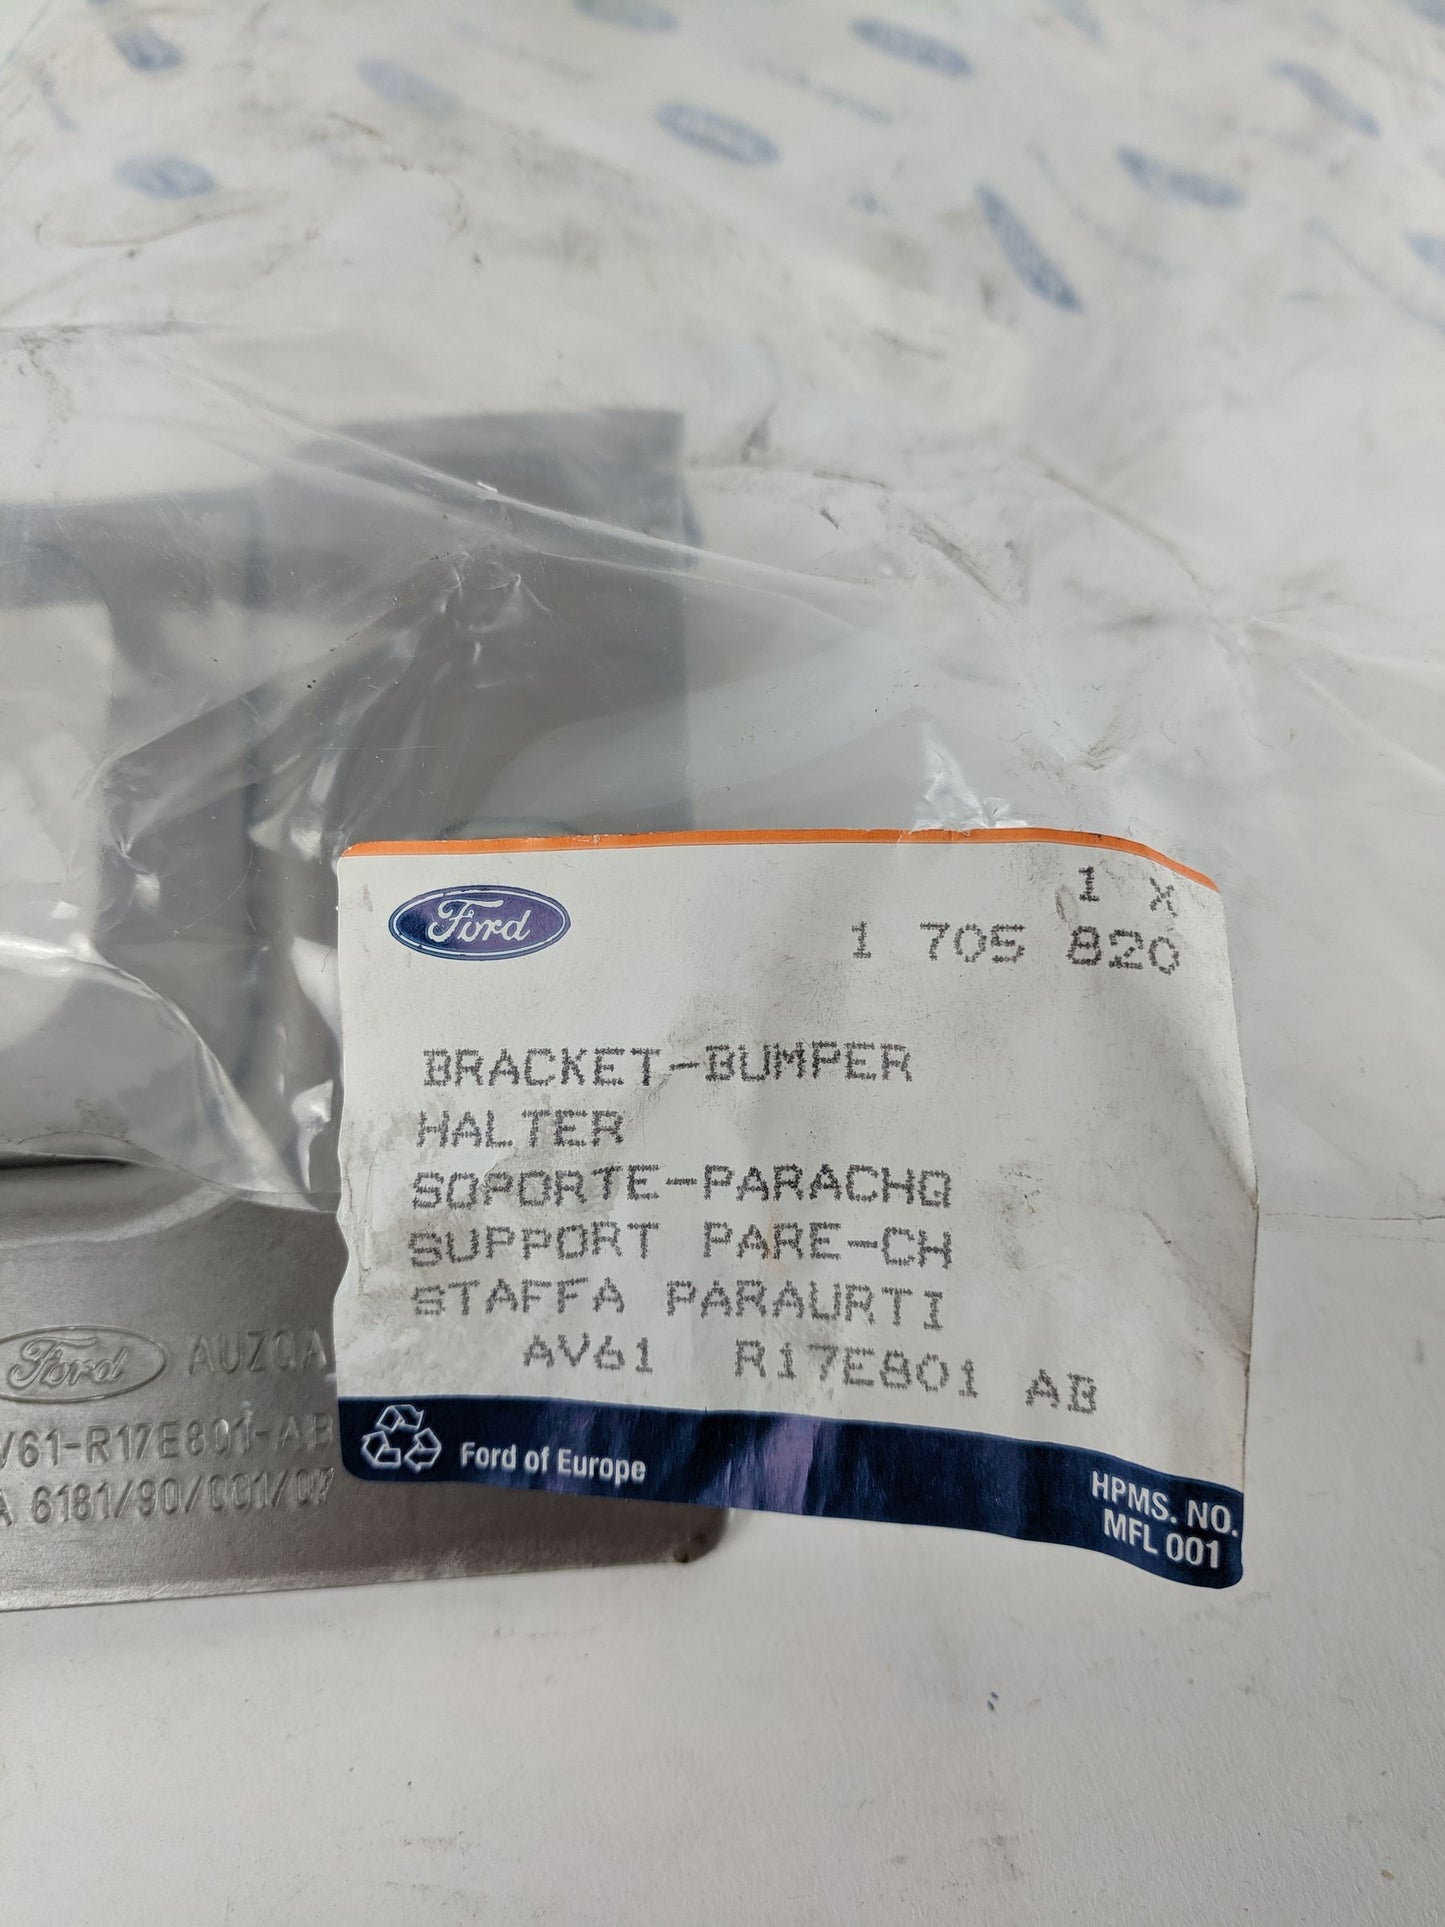 Ford
1 X
1 705 820
BRACKET-BUMPER
HALTER
SOPORTE-PARACHQ
SUPPORT PARE-CH
STAFFA PARAURTI
AV61 R17E801 AB
Ford of Europe
HPMS. NO.
MFL 001
Ford AUZQA
V61-R17E801-AB
A 6181/90/001/07